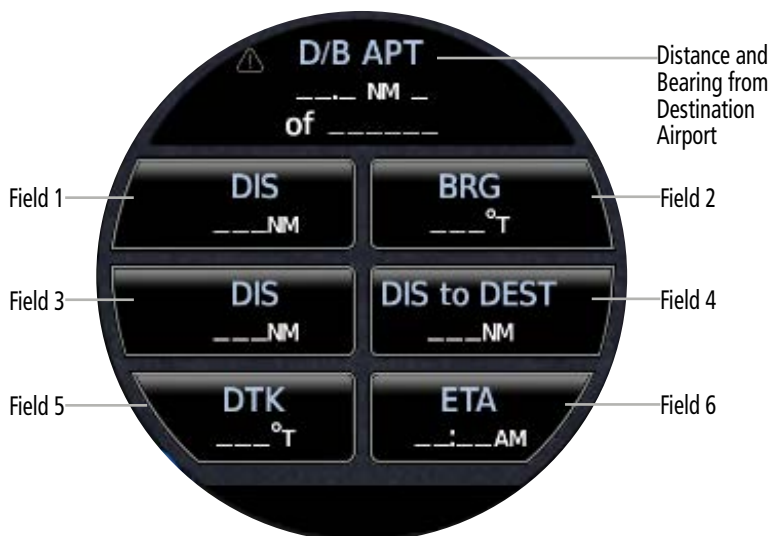 D/B APT
__._ NM _
of ______
Distance and
Bearing from
Destination
Airport
Field 1
DIS
___NM
BRG
___°T
Field 2
Field 3
DIS
___NM
DIS to DEST
___NM
Field 4
Field 5
DTK
___°T
ETA
__:__AM
Field 6